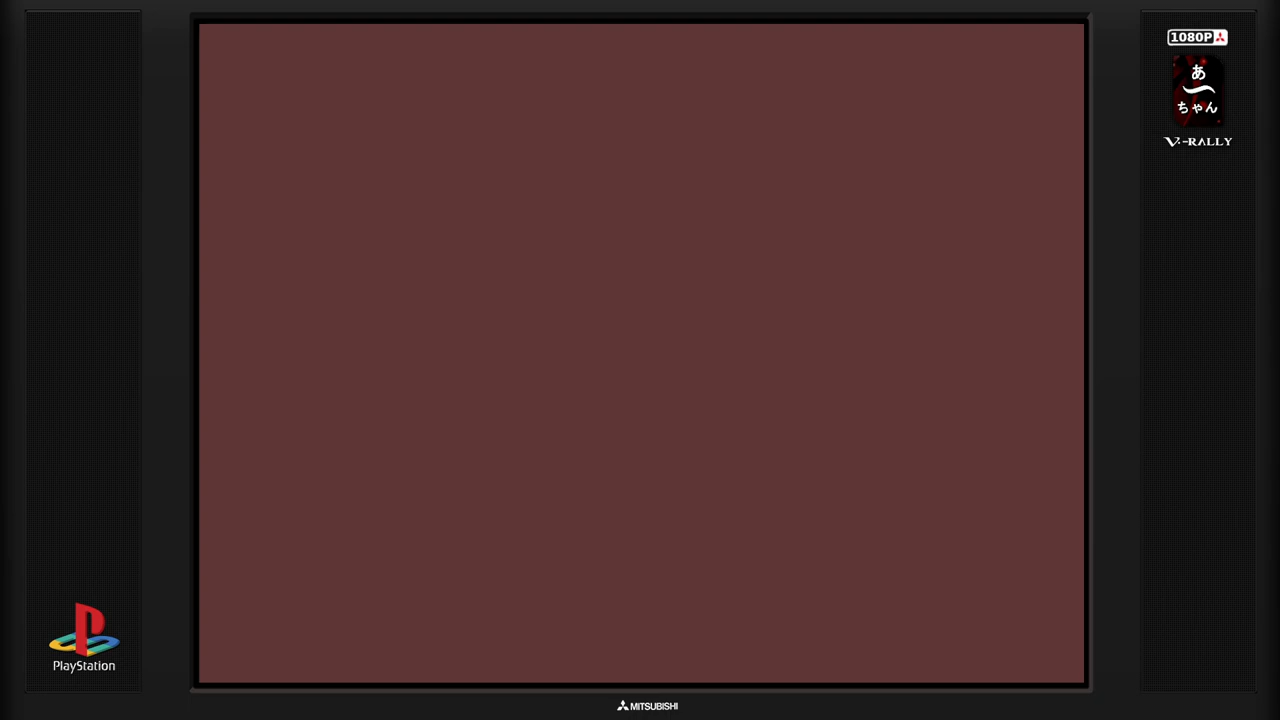 1080P
あ
ー
ちゃん
V-RALLY
PlayStation
MITSUBISHI